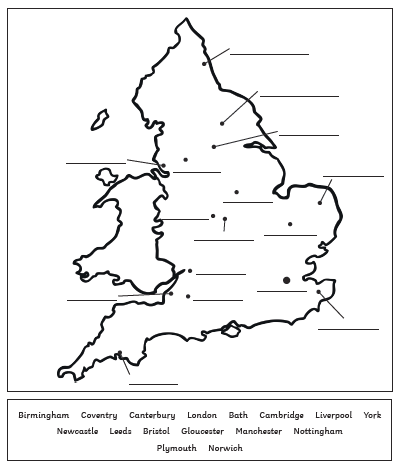 Birmingham Coventry Canterbury London Bath Cambridge Liverpool York
Newcastle Leeds Bristol Gloucester Manchester Nottingham
Plymouth Norwich